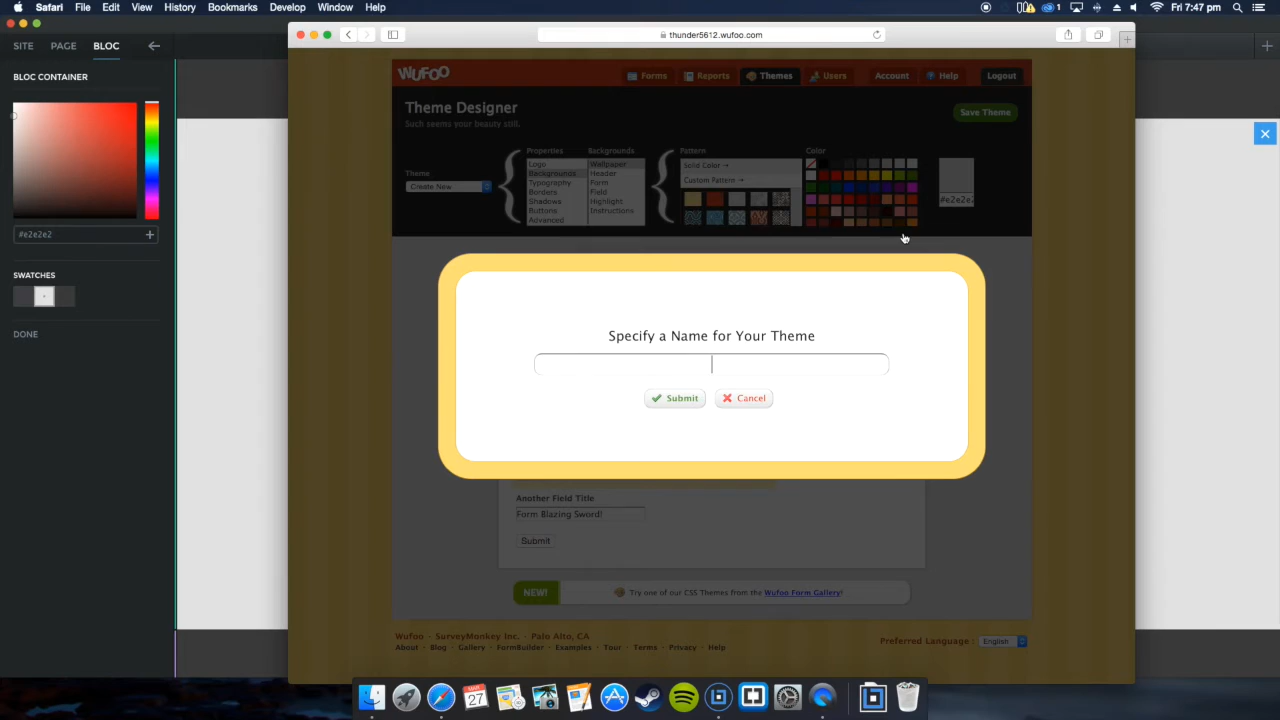 Safari File Edit View History Bookmarks Develop Window Help
1 Fri 7:47 pm
SITE PAGE BLOC
BLOC CONTAINER
#e2e2e2
SWATCHES
DONE
thunder5612.wufoo.com
WUFOO
Forms Reports Themes Users Account Help Logout
Theme Designer
Such seems your beauty still.
Save Theme
Theme
Create New
Properties
Logo
Backgrounds
Typography
Borders
Shadows
Buttons
Advanced
Backgrounds
Wallpaper
Header
Form
Field
Highlight
Instructions
Pattern
Solid Color →
Custom Pattern →
Color
#e2e2e2
Specify a Name for Your Theme
Submit Cancel
Another Field Title
Form Blazing Sword!
Submit
NEW! Try one of our CSS Themes from the Wufoo Form Gallery!
Wufoo · SurveyMonkey Inc. · Palo Alto, CA
About · Blog · Gallery · FormBuilder · Examples · Tour · Terms · Privacy · Help
Preferred Language : English
MAR
27